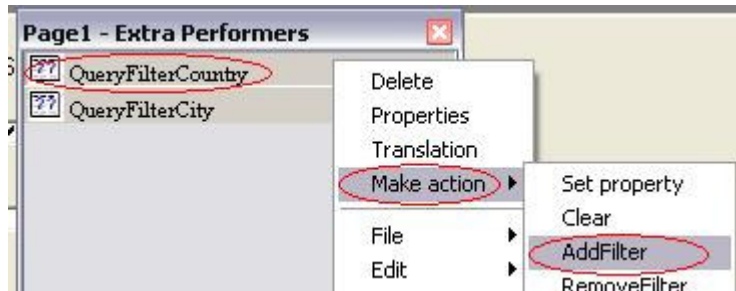 Page1 - Extra Performers
QueryFilterCountry
QueryFilterCity
Delete
Properties
Translation
Make action
File
Edit
Set property
Clear
AddFilter
RemoveFilter